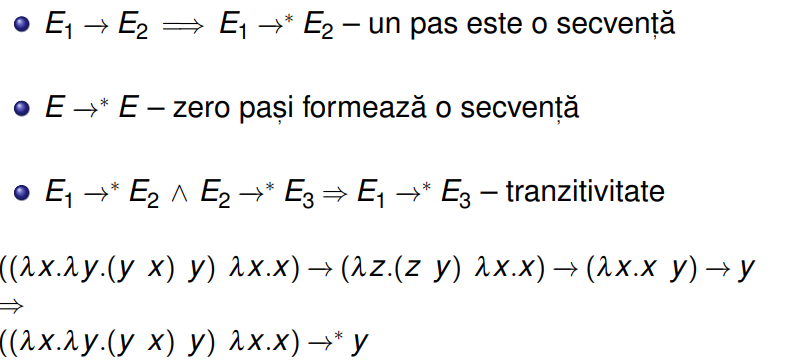 E₁ → E₂ ⟹ E₁ →* E₂ – un pas este o secvență
E →* E – zero pași formează o secvență
E₁ →* E₂ ∧ E₂ →* E₃ ⇒ E₁ →* E₃ – tranzitivitate
((λx.λy.(y x) y) λx.x) → (λz.(z y) λx.x) → (λx.x y) → y
⇒
((λx.λy.(y x) y) λx.x) →* y